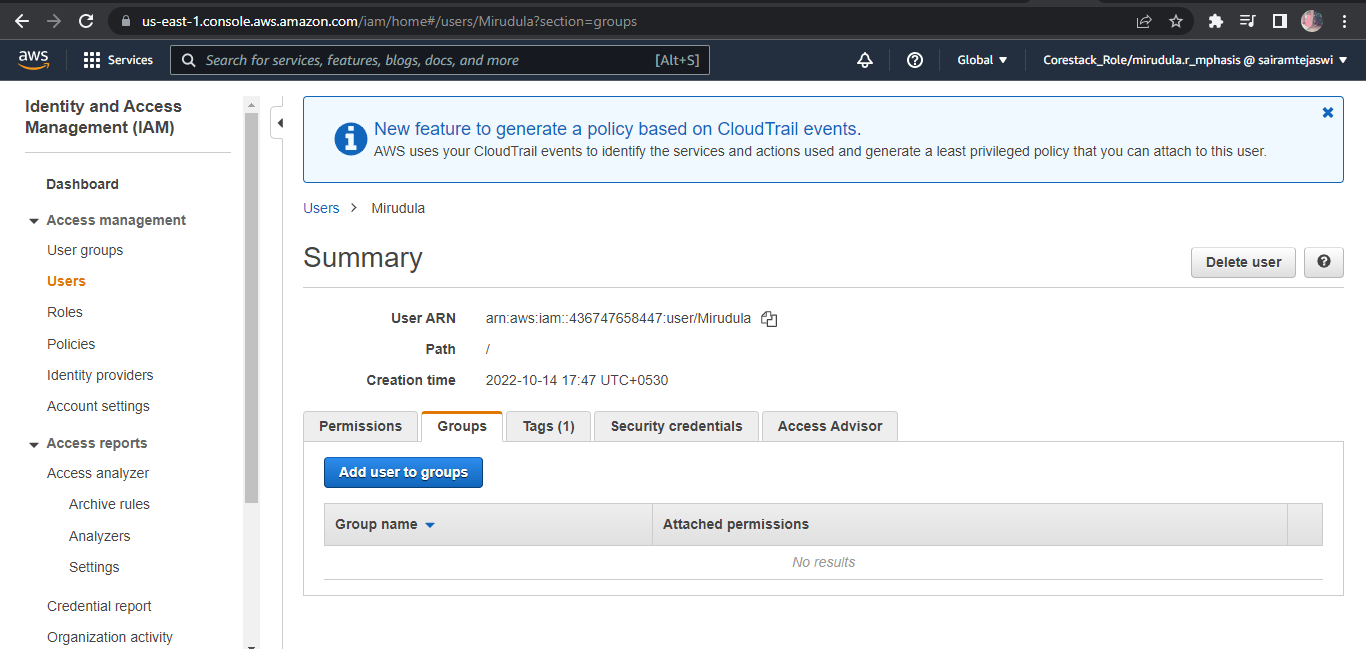 us-east-1.console.aws.amazon.com/iam/home#/users/Mirudula?section=groups
aws Services Search for services, features, blogs, docs, and more [Alt+S] Global Corestack_Role/mirudula.r_mphasis @ sairamtejaswi
Identity and Access
Management (IAM)
Dashboard
Access management
User groups
Users
Roles
Policies
Identity providers
Account settings
Access reports
Access analyzer
Archive rules
Analyzers
Settings
Credential report
Organization activity
New feature to generate a policy based on CloudTrail events.
AWS uses your CloudTrail events to identify the services and actions used and generate a least privileged policy that you can attach to this user.
Users > Mirudula
Summary
Delete user
User ARN arn:aws:iam::436747658447:user/Mirudula
Path /
Creation time 2022-10-14 17:47 UTC+0530
Permissions Groups Tags (1) Security credentials Access Advisor
Add user to groups
Group name Attached permissions
No results